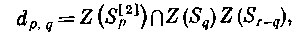 d_{p, q} = Z(S_p^{[2]}) ∩ Z(S_q) Z(S_{r-q}),